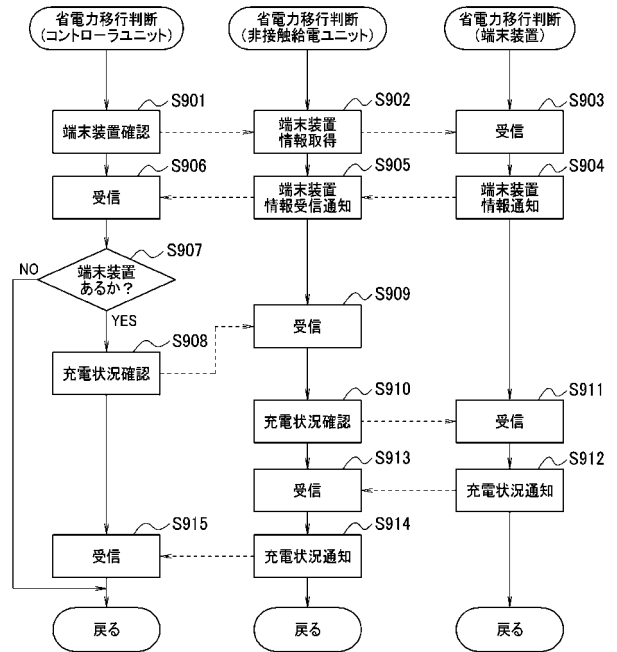 省電力移行判断
(コントローラユニット)
省電力移行判断
(非接触給電ユニット)
省電力移行判断
(端末装置)
S901
端末装置確認
S902
端末装置
情報取得
S903
受信
S906
受信
S905
端末装置
情報受信通知
S904
端末装置
情報通知
S907
端末装置
あるか?
NO
YES
S908
充電状況確認
S909
受信
S910
充電状況確認
S911
受信
S913
受信
S912
充電状況通知
S915
受信
S914
充電状況通知
戻る
戻る
戻る